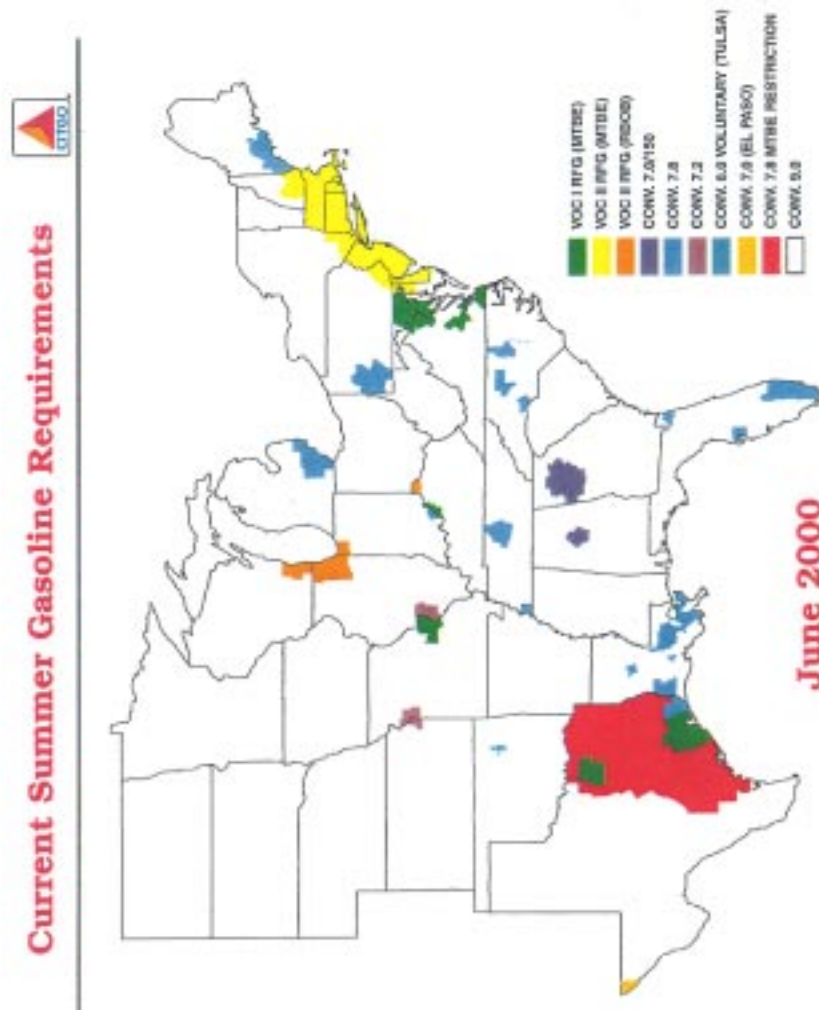 Current Summer Gasoline Requirements
CITGO
VOC I RFG (MTBE)
VOC II RFG (MTBE)
VOC II RFG (RBOB)
CONV. 7.0/150
CONV. 7.8
CONV. 7.2
CONV. 8.0 VOLUNTARY (TULSA)
CONV. 7.0 (EL PASO)
CONV. 7.8 MTBE RESTRICTION
CONV. 9.0
June 2000